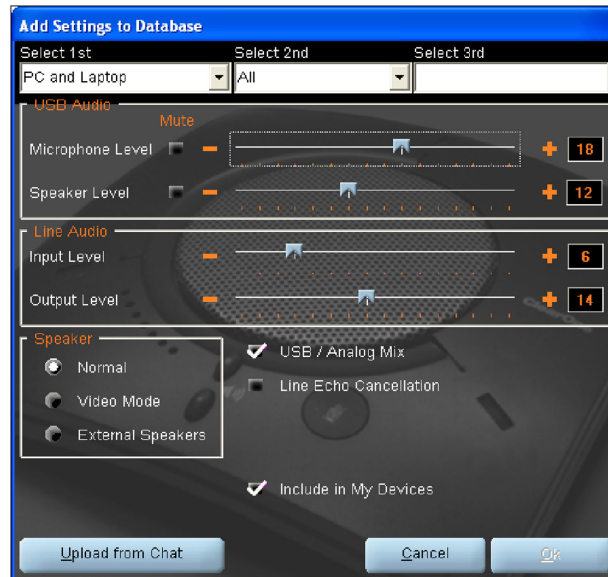 Add Settings to Database
Select 1st Select 2nd Select 3rd
PC and Laptop All
USB Audio
Mute
Microphone Level 18
Speaker Level 12
Line Audio
Input Level 6
Output Level 14
Speaker
Normal
Video Mode
External Speakers
USB / Analog Mix
Line Echo Cancellation
Include in My Devices
Upload from Chat Cancel Ok